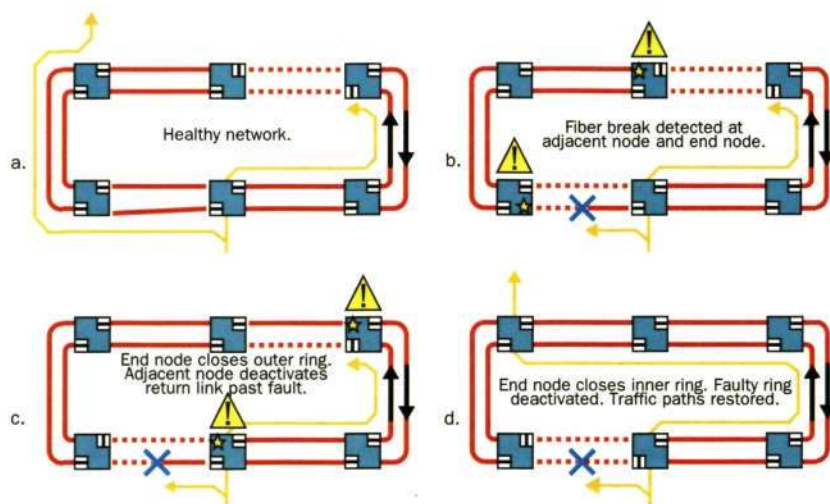 a.
Healthy network.
b.
!
!
Fiber break detected at
adjacent node and end node.
c.
!
End node closes outer ring.
Adjacent node deactivates
return link past fault.
!
d.
End node closes inner ring. Faulty ring
deactivated. Traffic paths restored.